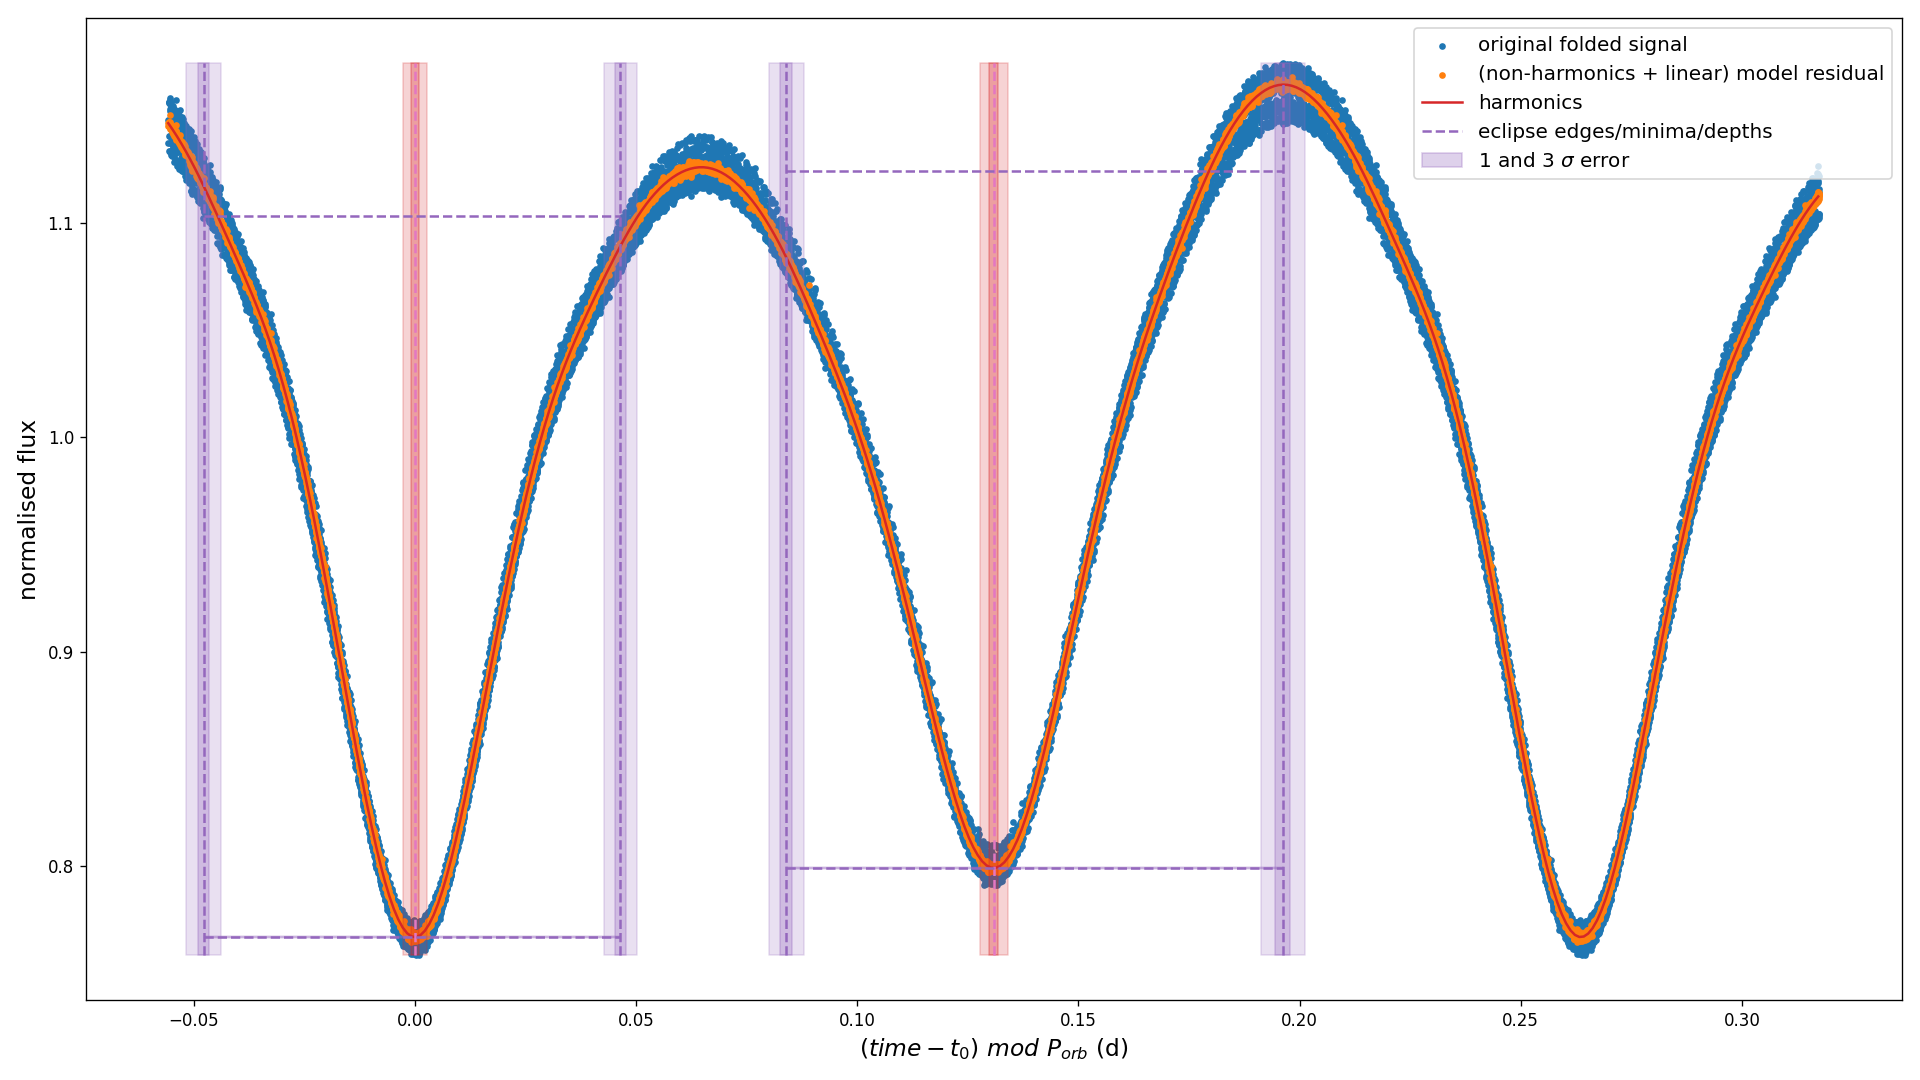 original folded signal
(non-harmonics + linear) model residual
harmonics
eclipse edges/minima/depths
1 and 3 σ error
normalised flux
1.1
1.0
0.9
0.8
−0.05 0.00 0.05 0.10 0.15 0.20 0.25 0.30
(time − t₀) mod Pₒᵣb (d)